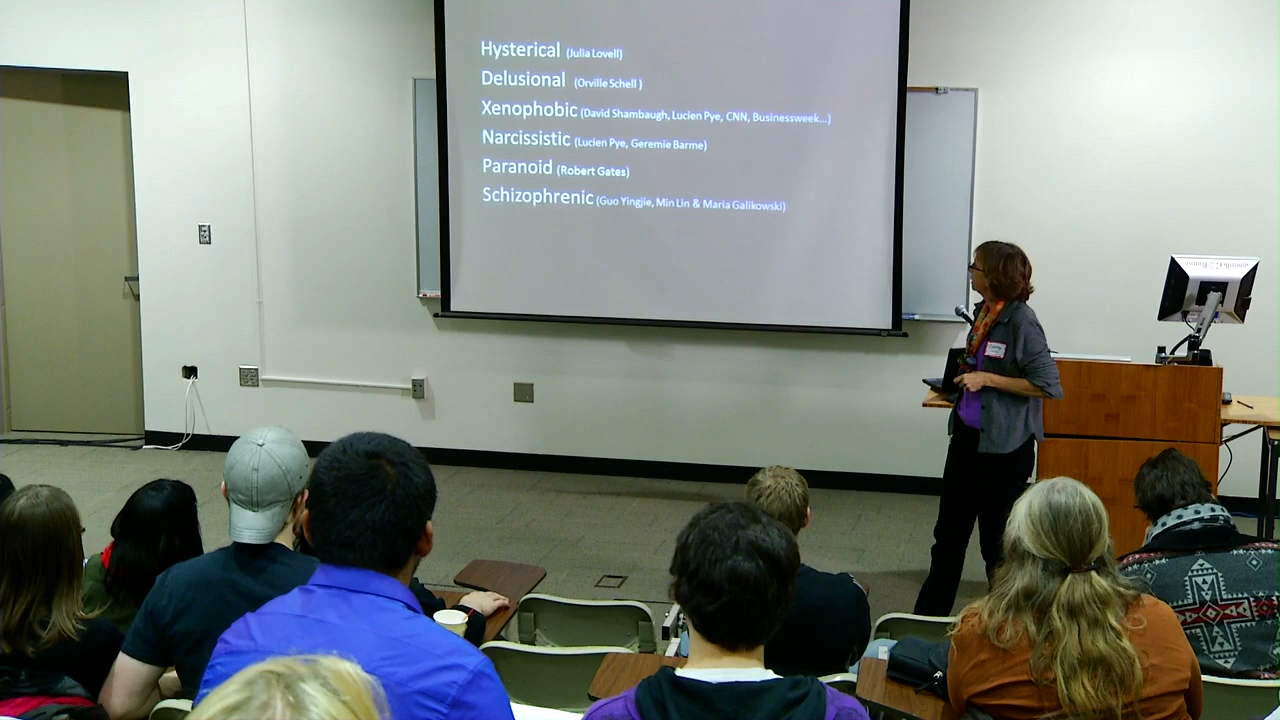 Hysterical (Julia Lovell)
Delusional (Orville Schell )
Xenophobic (David Shambaugh, Lucien Pye, CNN, Businessweek...)
Narcissistic (Lucien Pye, Geremie Barme)
Paranoid (Robert Gates)
Schizophrenic (Guo Yingjie, Min Lin & Maria Galikowski)